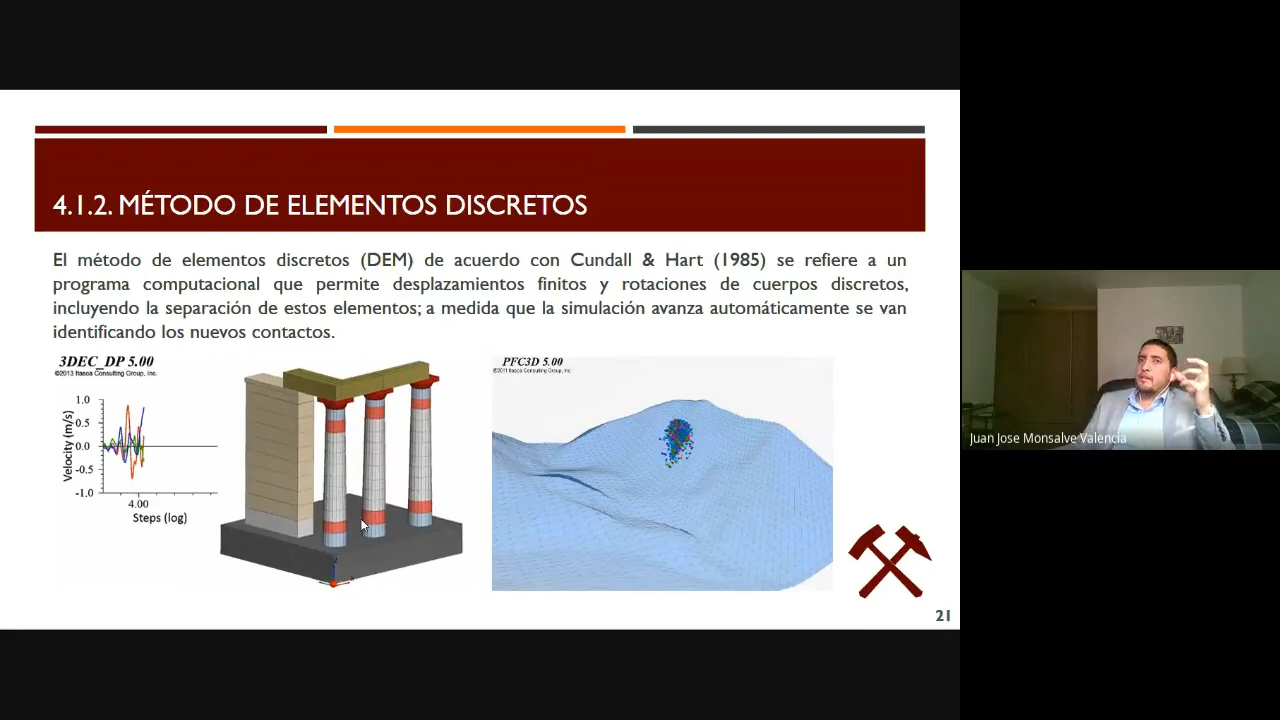 4.1.2. MÉTODO DE ELEMENTOS DISCRETOS
El método de elementos discretos (DEM) de acuerdo con Cundall & Hart (1985) se refiere a un
programa computacional que permite desplazamientos finitos y rotaciones de cuerpos discretos,
incluyendo la separación de estos elementos; a medida que la simulación avanza automáticamente se van
identificando los nuevos contactos.
3DEC_DP 5.00
©2013 Itasca Consulting Group, Inc.
1.0
0.5
0.0
-0.5
-1.0
Velocity (m/s)
4.00
Steps (log)
PFC3D 5.00
©2011 Itasca Consulting Group, Inc.
21
Juan Jose Monsalve Valencia